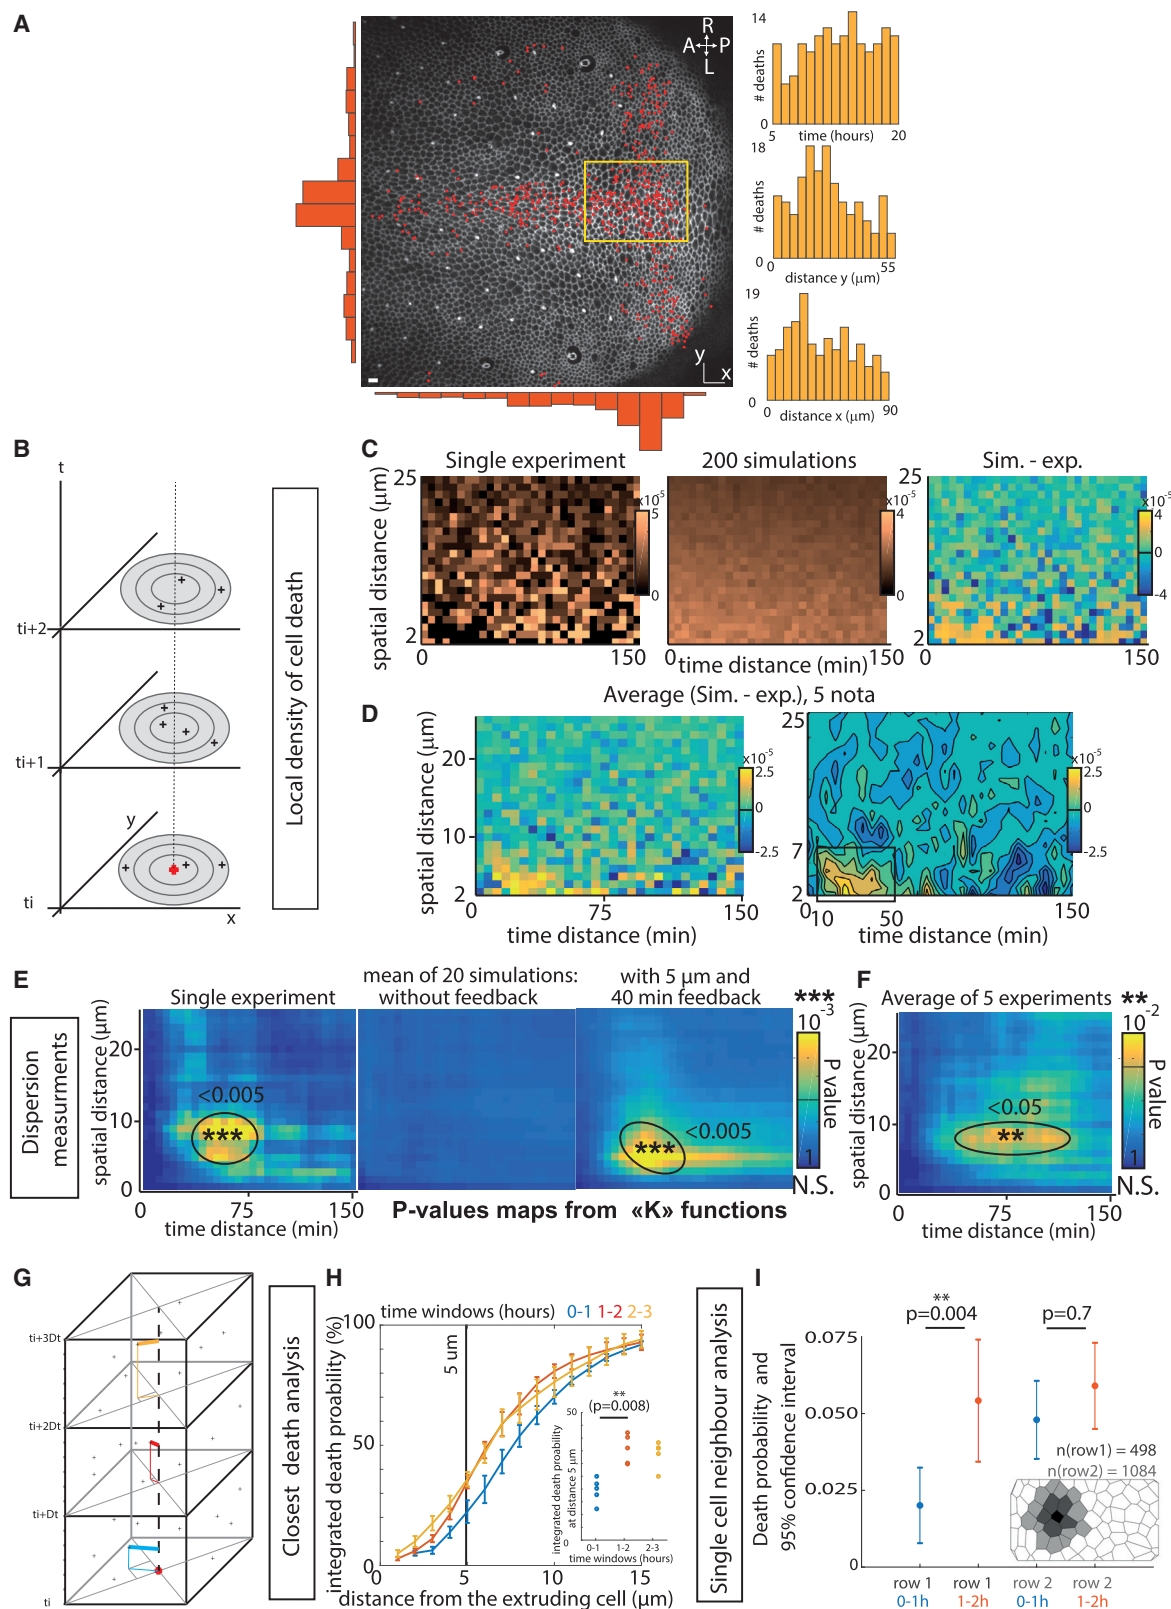 A
R
A P
L
y
x
14
# deaths
0
5 time (hours) 20
18
# deaths
0
0 55
distance y (µm)
19
# deaths
0
0 distance x (µm) 90
B
t
ti+2
ti+1
y
ti
x
Local density of cell death
C
Single experiment
200 simulations
Sim. - exp.
spatial distance (µm)
25
2
0 150
x10⁵
5
0
time distance (min)
150
x10⁻⁵
4
0
25
2
0 150
x10⁻⁵
4
0
-4
Average (Sim. - exp.), 5 nota
D
spatial distance (µm)
20
10
2
0 75 150
time distance (min)
x10⁻⁵
2.5
0
-2.5
25
7
2
0 10 50 150
time distance (min)
x10⁻⁵
2.5
0
-2.5
E
Dispersion measurments
Single experiment
mean of 20 simulations:
without feedback
with 5 µm and
40 min feedback
spatial distance (µm)
20
10
0
0 75 150
time distance (min)
<0.005
***
***
<0.005
***
10⁻³
P value
1
N.S.
P-values maps from «K» functions
F
Average of 5 experiments
spatial distance (µm)
20
10
0
0 75 150
time distance (min)
<0.05
**
**
10⁻²
P value
1
N.S.
G
ti+3Dt
ti+2Dt
ti+Dt
ti
Closest death analysis
H
time windows (hours) 0-1 1-2 2-3
integrated death proability (%)
100
50
0
0 5 10 15
distance from the extruding cell (µm)
5 um
**
(p=0.008)
integrated death proability
at distance 5 µm
50
0
0-1 1-2 2-3
time windows (hours)
Single cell neighbour analysis
I
Death probability and
95% confidence interval
0.075
0.050
0.025
0
**
p=0.004
p=0.7
n(row1) = 498
n(row2) = 1084
row 1 row 1 row 2 row 2
0-1h 1-2h 0-1h 1-2h